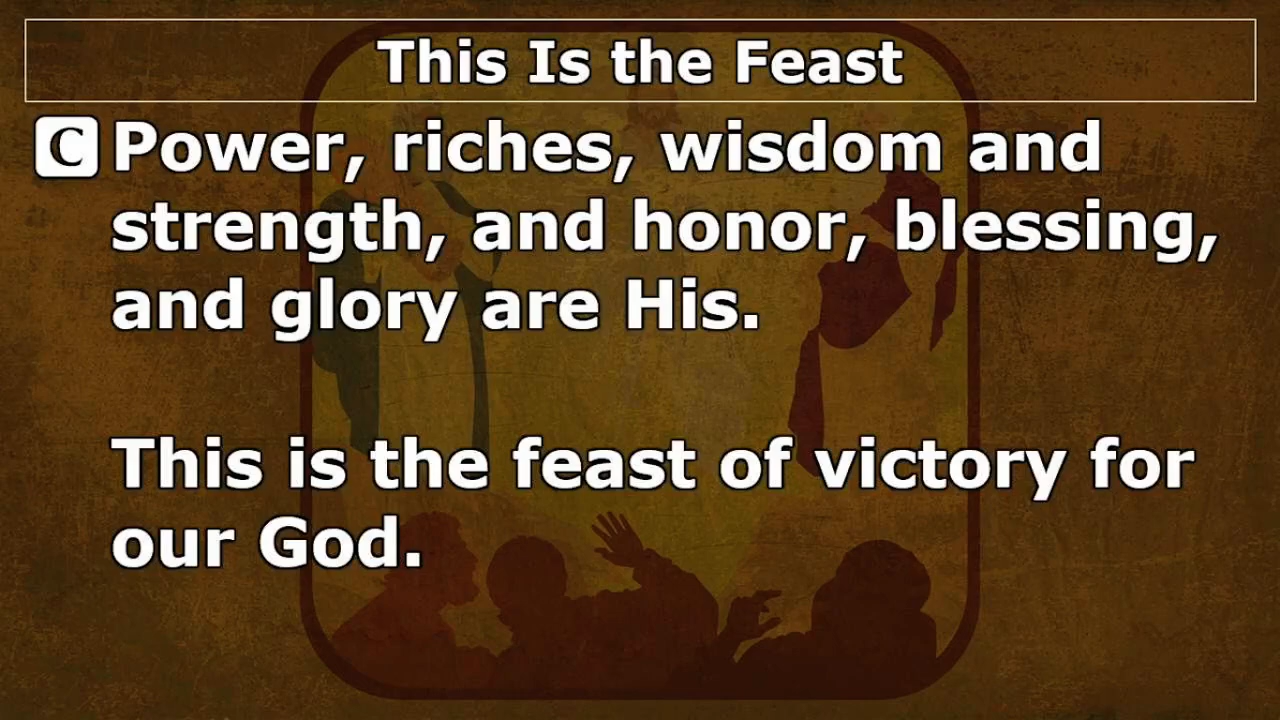 This Is the Feast
C Power, riches, wisdom and
strength, and honor, blessing,
and glory are His.
This is the feast of victory for
our God.